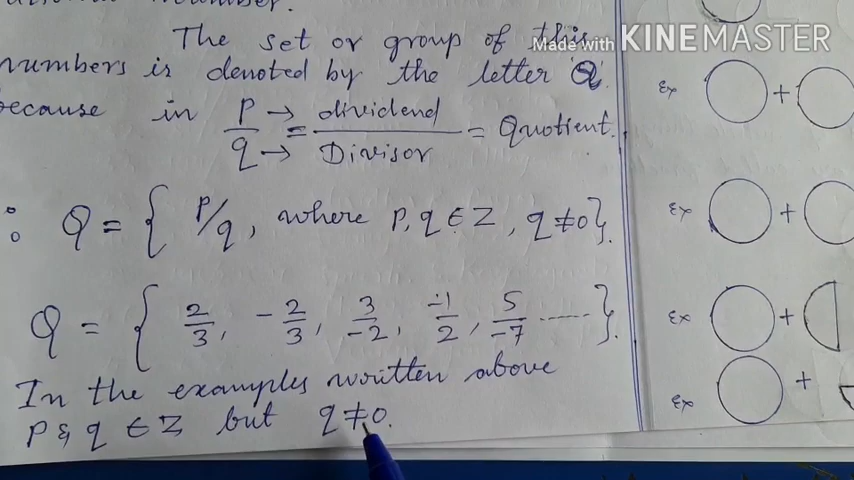 The set or group of this
numbers is denoted by the letter 'Q'
because in p → dividend
q → Divisor = Quotient.
∴ Q = { p/q, where p, q ∈ Z, q ≠ 0}.
Q = { 2/3, -2/3, 3/-2, -1/2, 5/-7 ...... }.
In the examples written above
p & q ∈ Z but q ≠ 0.
Made with KINEMASTER
Ex +
Ex +
Ex +
Ex +